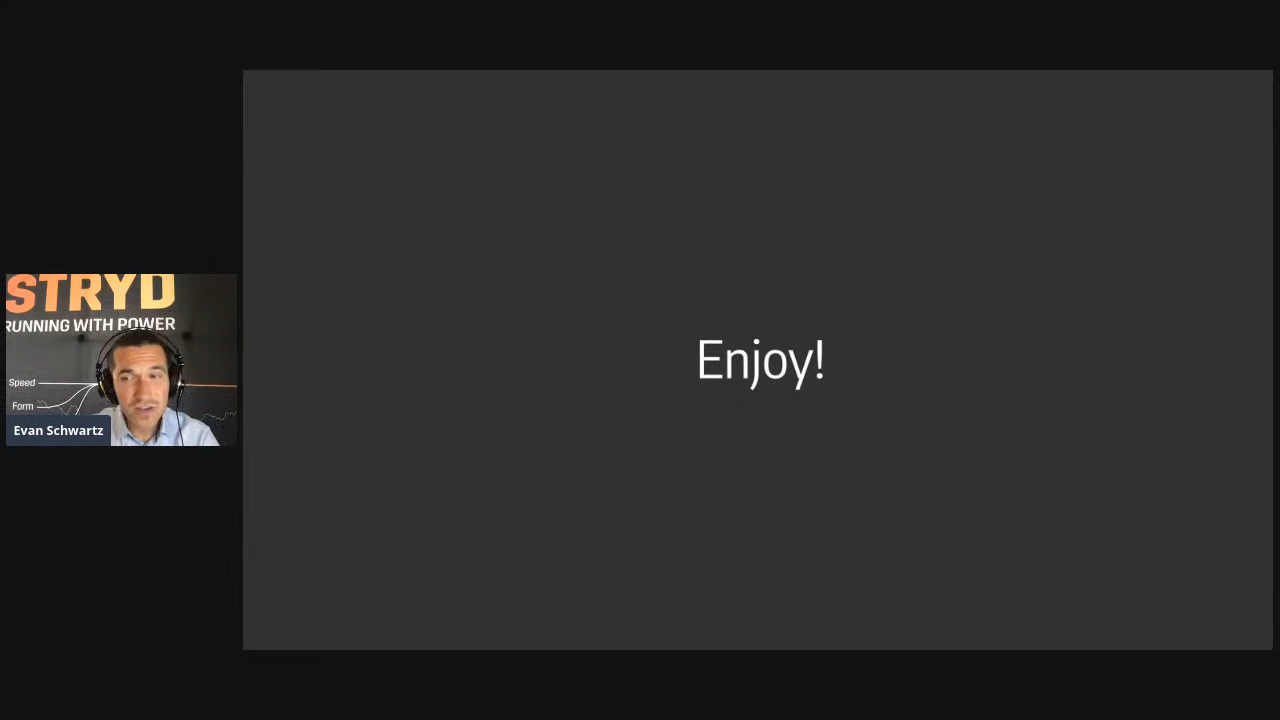 STRYD
RUNNING WITH POWER
Speed
Form
Evan Schwartz
Enjoy!